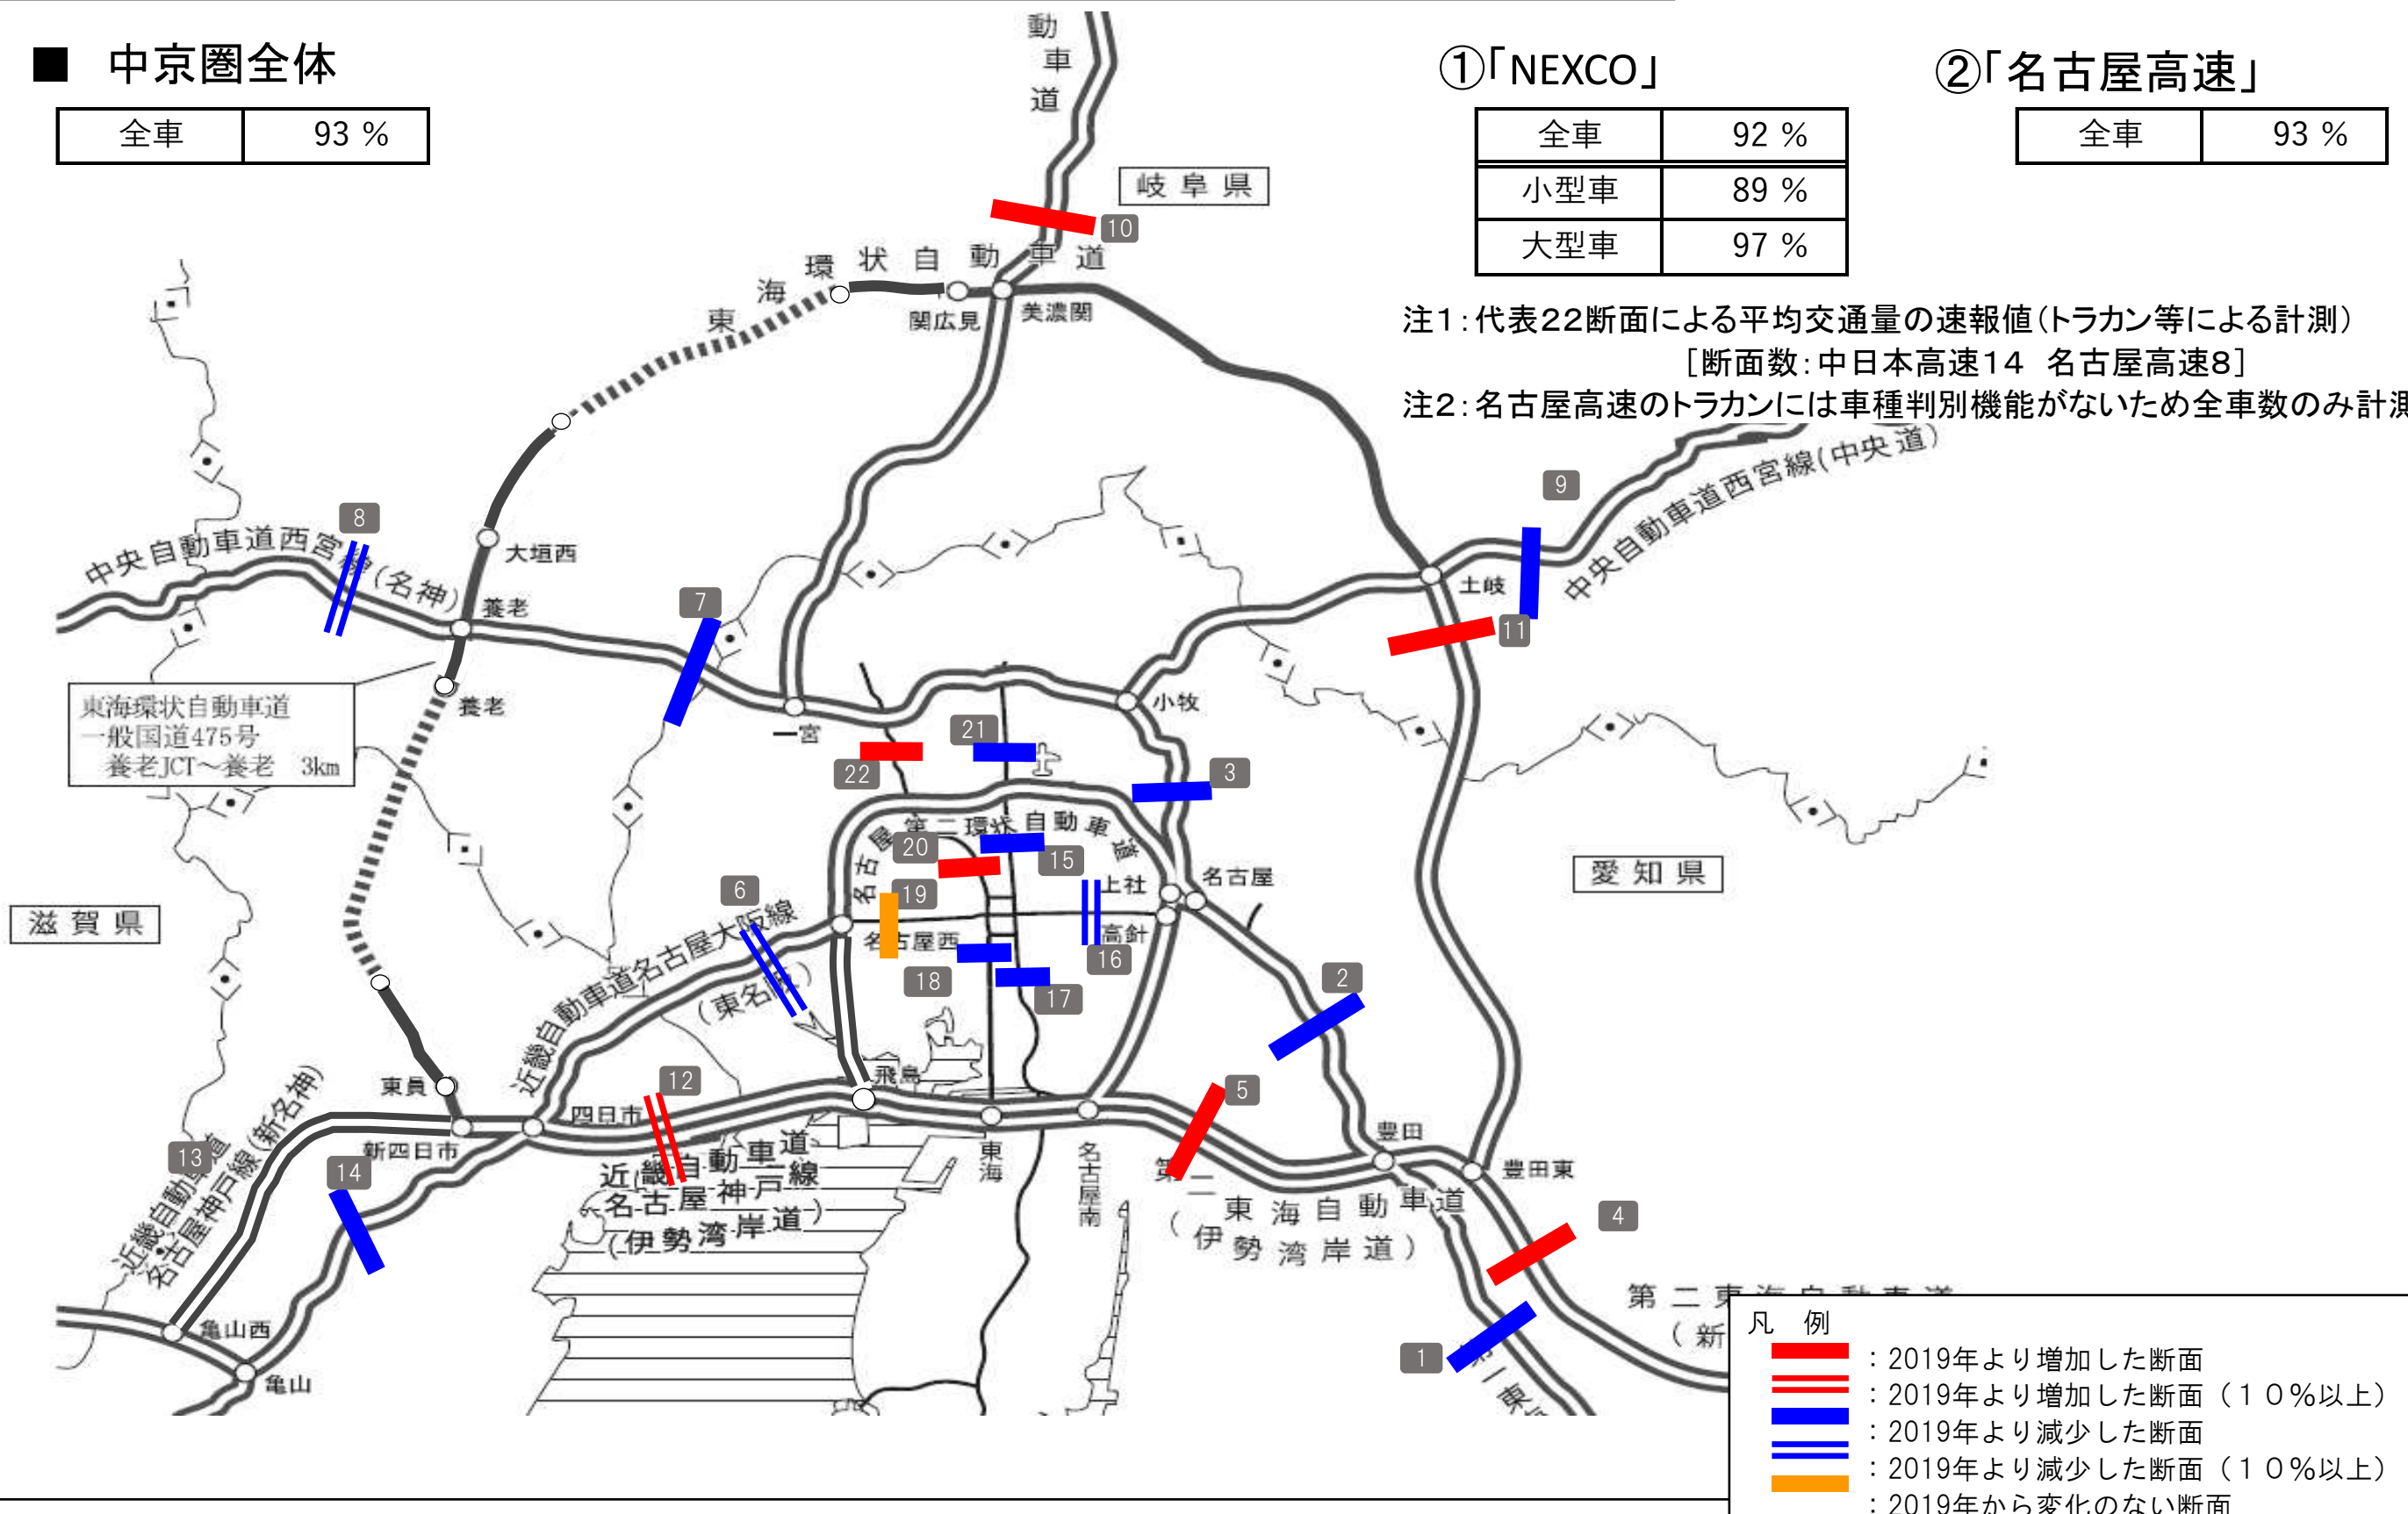 ■ 中京圏全体
全車 93 %
①「NEXCO」
全車 92 %
小型車 89 %
大型車 97 %
②「名古屋高速」
全車 93 %
注1：代表22断面による平均交通量の速報値（トラカン等による計測）
［断面数：中日本高速14 名古屋高速8］
注2：名古屋高速のトラカンには車種判別機能がないため全車数のみ計測
動車道
岐阜県
10
東海環状自動車道
関広見
美濃関
9
中央自動車道西宮線(中央道)
8
中央自動車道西宮線(名神)
大垣西
養老
7
土岐
11
東海環状自動車道
一般国道475号
養老JCT～養老 3km
養老
一宮
小牧
21
22
3
名古屋第二環状自動車道
20
15
19
上社
名古屋
愛知県
滋賀県
6
近畿自動車道名古屋大阪線
(東名阪)
名古屋西
高針
16
18
17
2
東員
飛島
12
四日市
5
新四日市
13
14
近畿自動車道
名古屋神戸線(新名神)
近畿自動車道
名古屋神戸線
(伊勢湾岸道)
東海
名古屋南
豊田
豊田東
第二東海自動車道
(伊勢湾岸道)
4
亀山西
亀山
1
第二東海自動車道
(新
第一東
凡 例
：2019年より増加した断面
：2019年より増加した断面（１０%以上）
：2019年より減少した断面
：2019年より減少した断面（１０%以上）
：2019年から変化のない断面